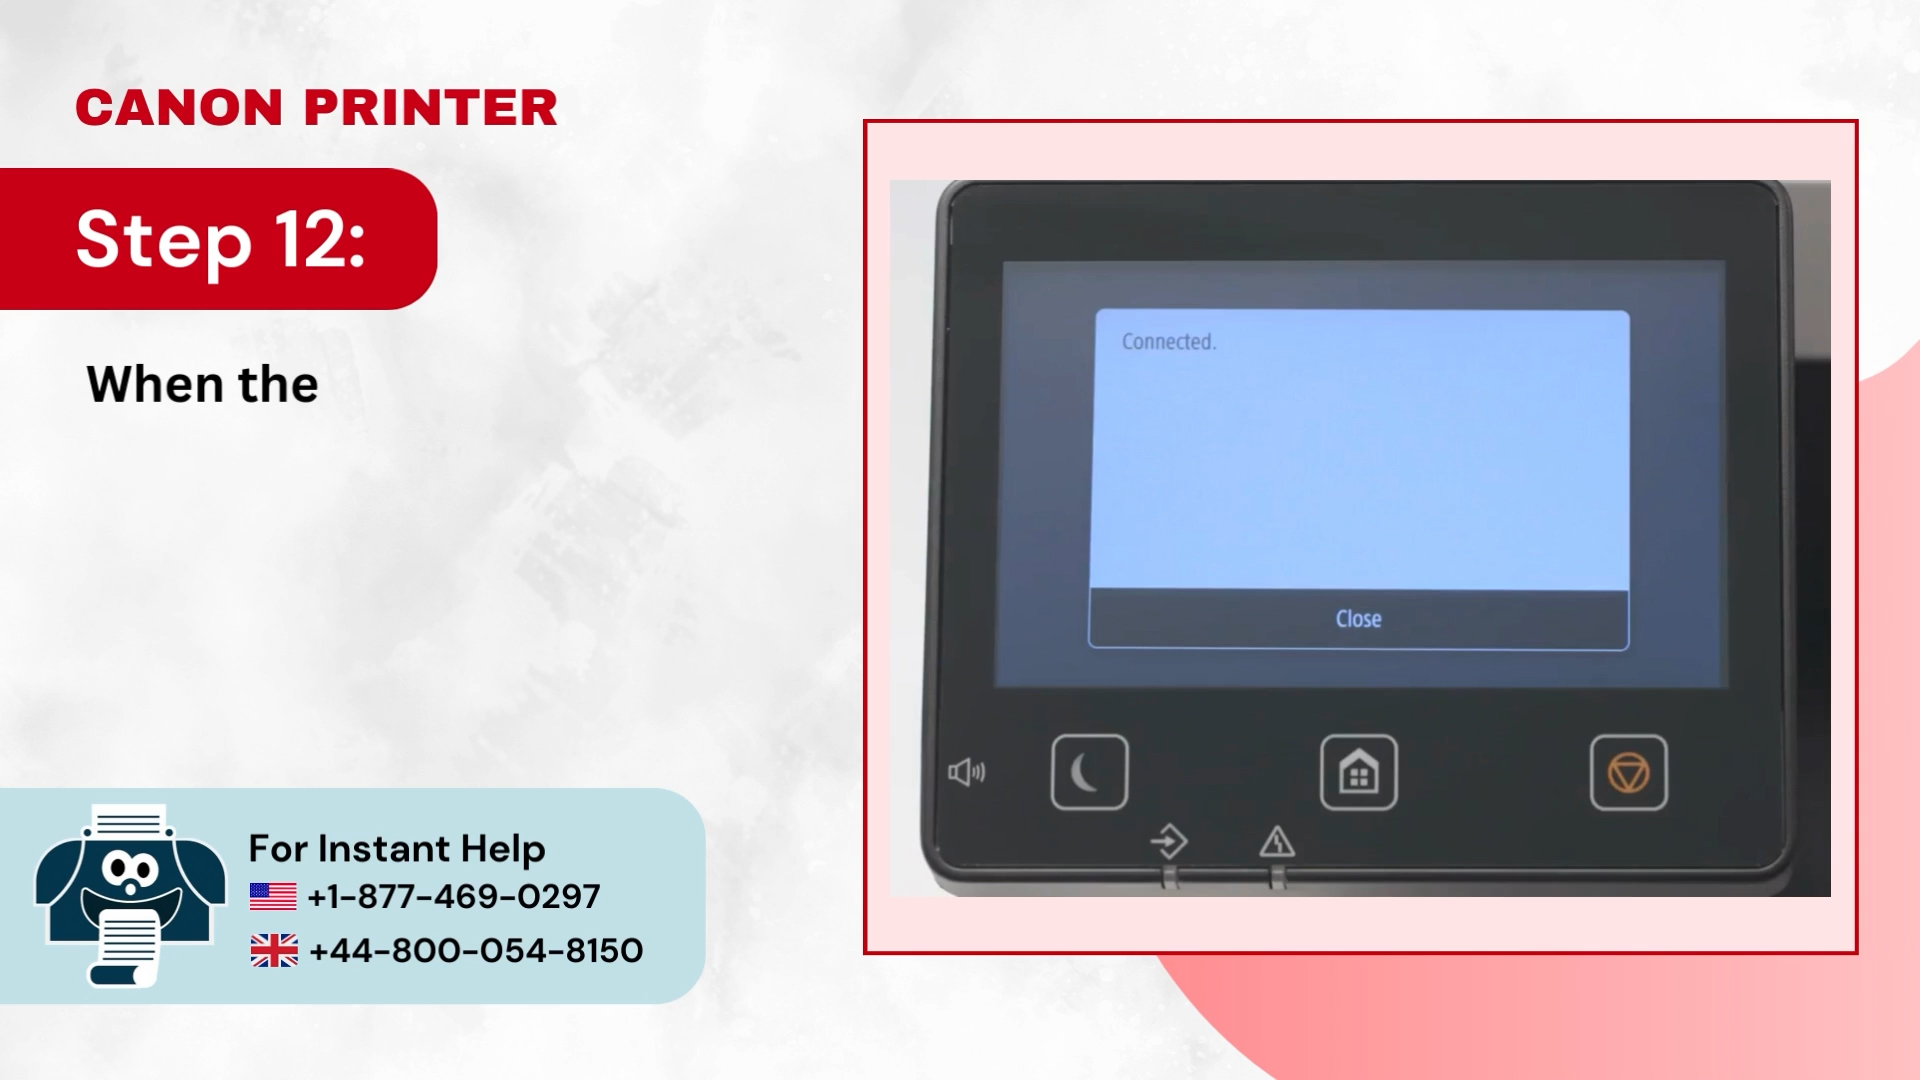 CANON PRINTER
Step 12:
When the
Connected.
Close
For Instant Help
+1-877-469-0297
+44-800-054-8150